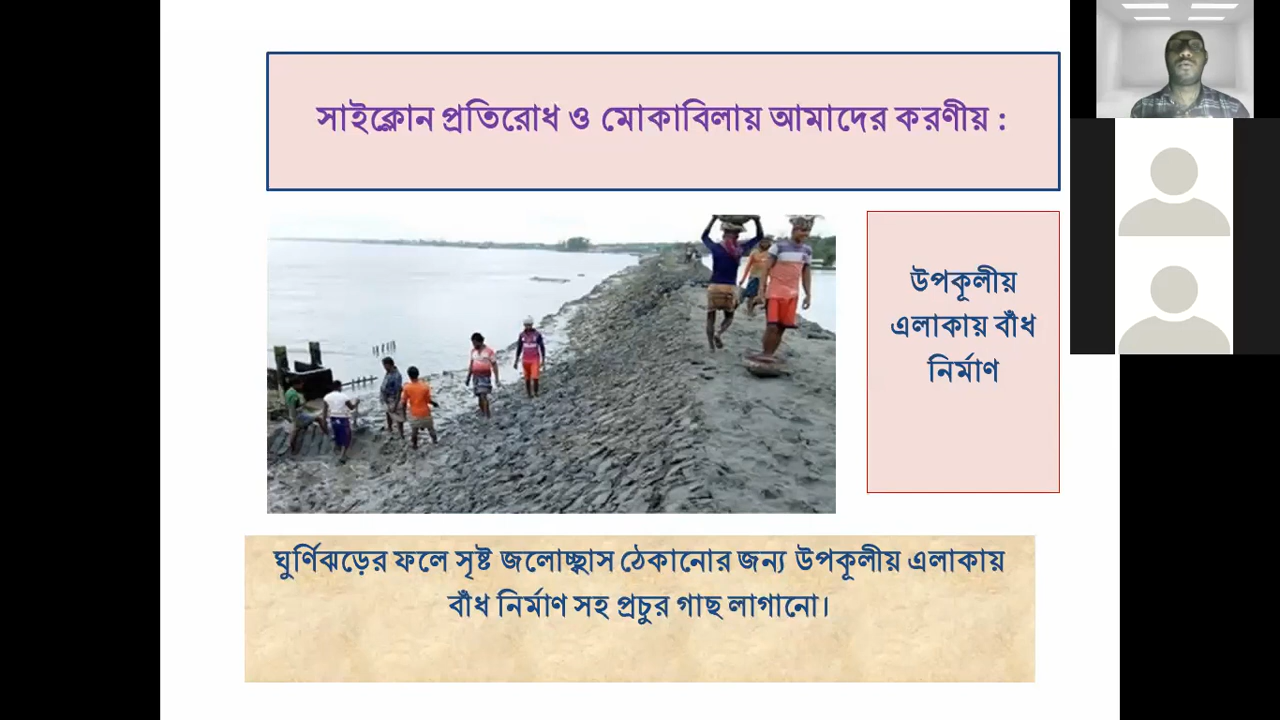 সাইক্লোন প্রতিরোধ ও মোকাবিলায় আমাদের করণীয় :
উপকূলীয়
এলাকায় বাঁধ
নির্মাণ
ঘুর্ণিঝড়ের ফলে সৃষ্ট জলোচ্ছ্বাস ঠেকানোর জন্য উপকূলীয় এলাকায়
বাঁধ নির্মাণ সহ প্রচুর গাছ লাগানো।